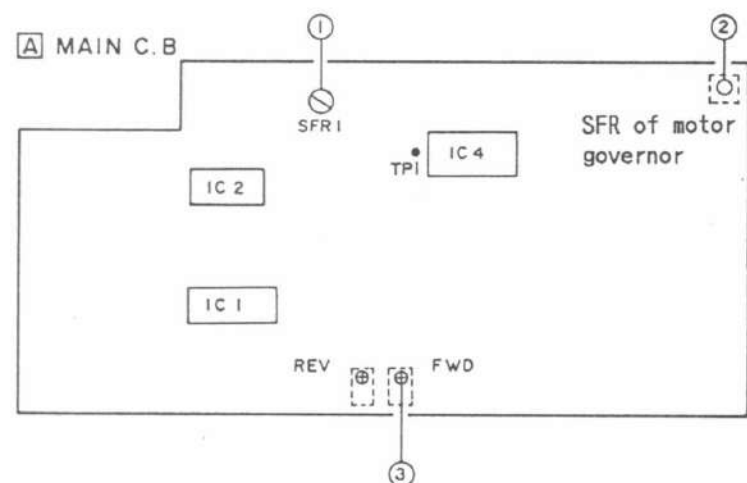 ① ②
A MAIN C.B
SFR1
SFR of motor
governor
TP1
IC 4
IC 2
IC 1
REV FWD
③